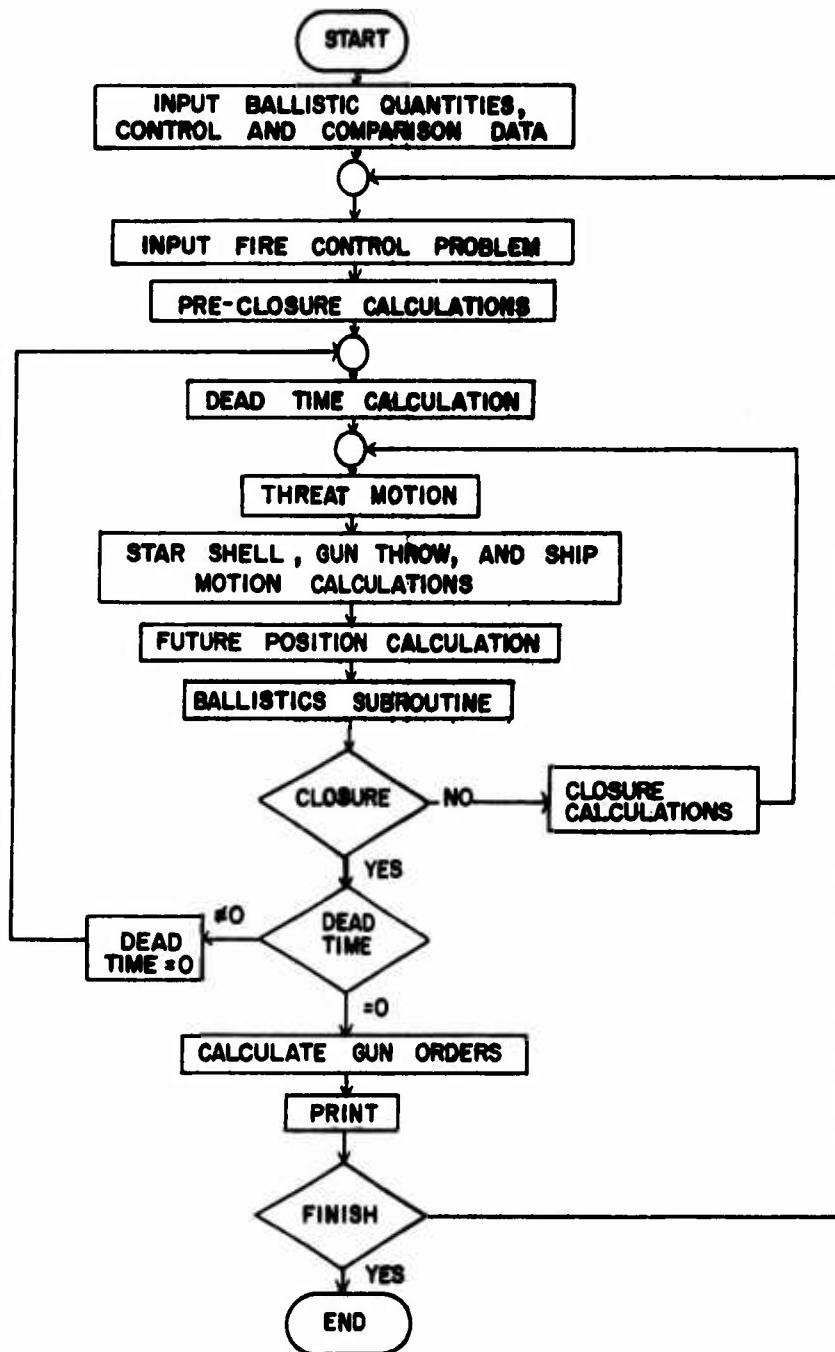 START
INPUT BALLISTIC QUANTITIES,
CONTROL AND COMPARISON DATA
INPUT FIRE CONTROL PROBLEM
PRE-CLOSURE CALCULATIONS
DEAD TIME CALCULATION
THREAT MOTION
STAR SHELL, GUN THROW, AND SHIP
MOTION CALCULATIONS
FUTURE POSITION CALCULATION
BALLISTICS SUBROUTINE
CLOSURE
NO
CLOSURE
CALCULATIONS
YES
DEAD
TIME
≠0
DEAD
TIME=0
=0
CALCULATE GUN ORDERS
PRINT
FINISH
YES
END